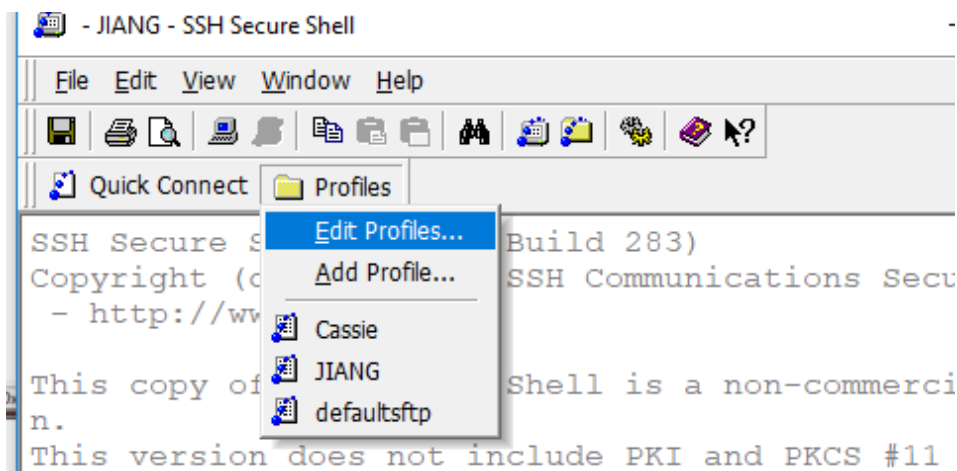 - JIANG - SSH Secure Shell
File Edit View Window Help
Quick Connect Profiles
Edit Profiles...
Add Profile...
Cassie
JIANG
defaultsftp
SSH Secure S Build 283)
Copyright (c SSH Communications Secu
- http://ww
This copy of Shell is a non-commerci
n.
This version does not include PKI and PKCS #11